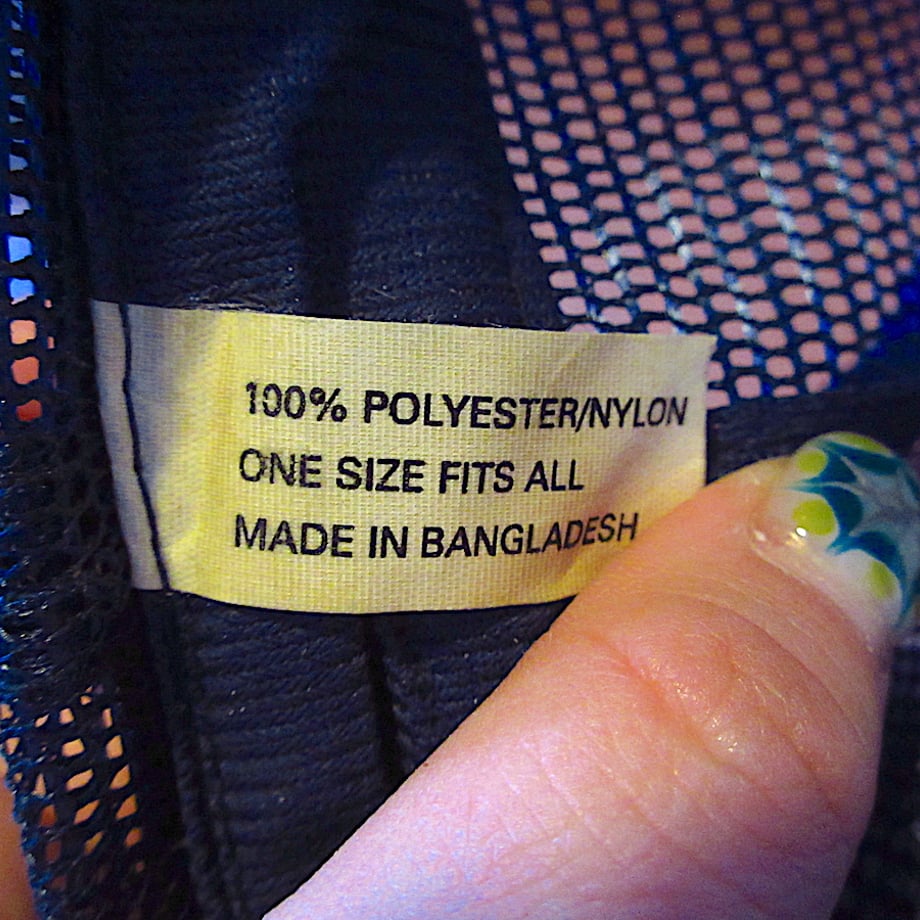 100% POLYESTER/NYLON
ONE SIZE FITS ALL
MADE IN BANGLADESH